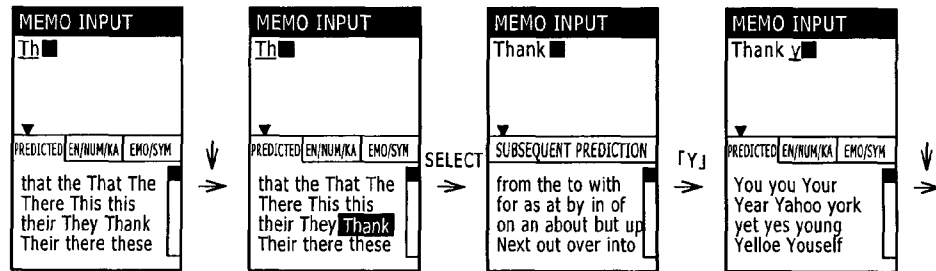 MEMO INPUT
Th
PREDICTED EN/NUM/KA EMO/SYM
that the That The
There This this
their They Thank
Their there these
MEMO INPUT
Th
PREDICTED EN/NUM/KA EMO/SYM
that the That The
There This this
their They Thank
Their there these
SELECT
MEMO INPUT
Thank
SUBSEQUENT PREDICTION
from the to with
for as at by in of
on an about but up
Next out over into
「Y」
MEMO INPUT
Thank y
PREDICTED EN/NUM/KA EMO/SYM
You you Your
Year Yahoo york
yet yes young
Yelloe Youself